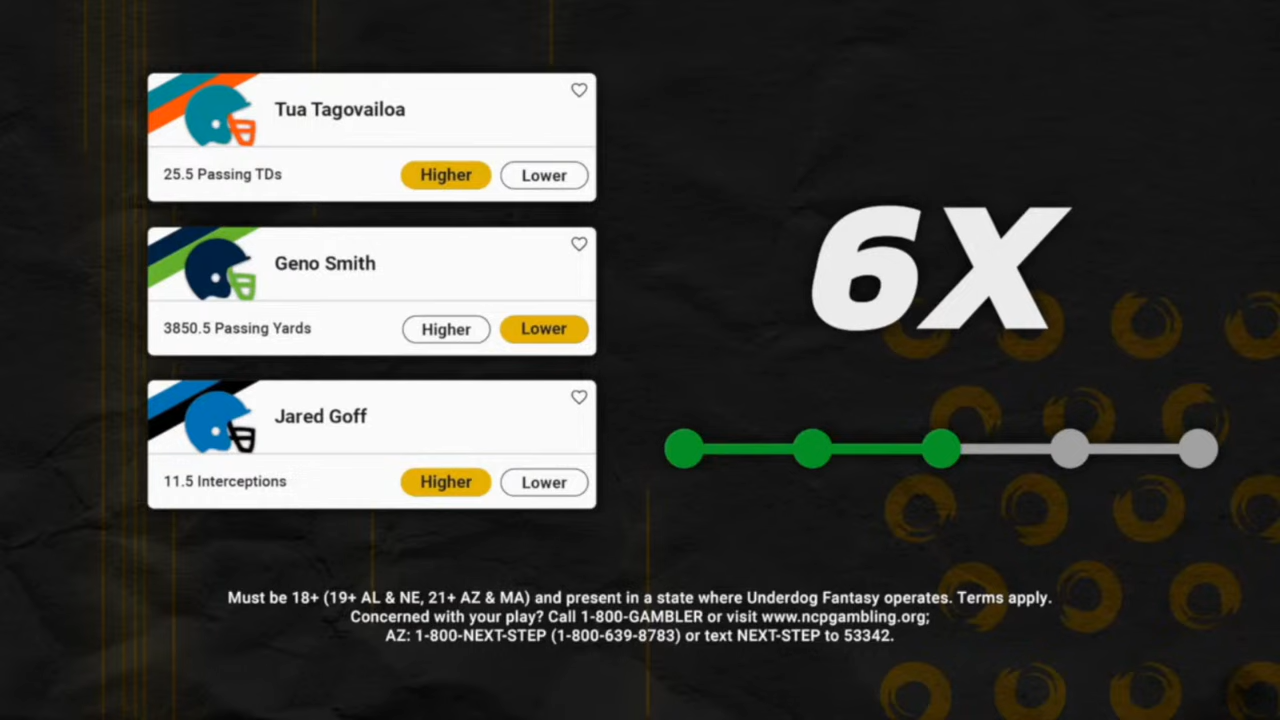 Tua Tagovailoa
25.5 Passing TDs
Higher
Lower
Geno Smith
3850.5 Passing Yards
Higher
Lower
Jared Goff
11.5 Interceptions
Higher
Lower
6X
Must be 18+ (19+ AL & NE, 21+ AZ & MA) and present in a state where Underdog Fantasy operates. Terms apply.
Concerned with your play? Call 1-800-GAMBLER or visit www.ncpgambling.org;
AZ: 1-800-NEXT-STEP (1-800-639-8783) or text NEXT-STEP to 53342.